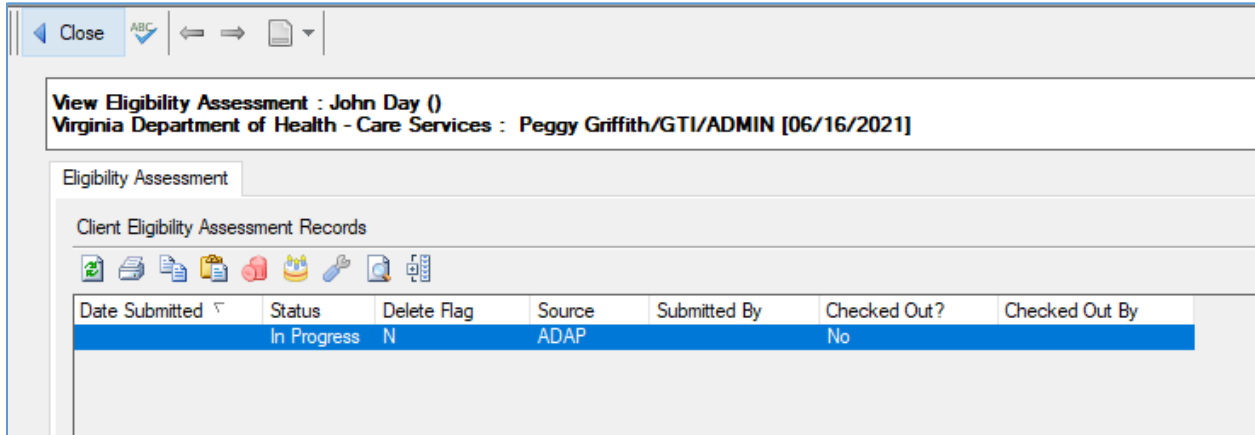 Close ABC
View Eligibility Assessment : John Day ()
Virginia Department of Health - Care Services : Peggy Griffith/GTI/ADMIN [06/16/2021]
Eligibility Assessment
Client Eligibility Assessment Records
Date Submitted Status Delete Flag Source Submitted By Checked Out? Checked Out By
In Progress N ADAP No